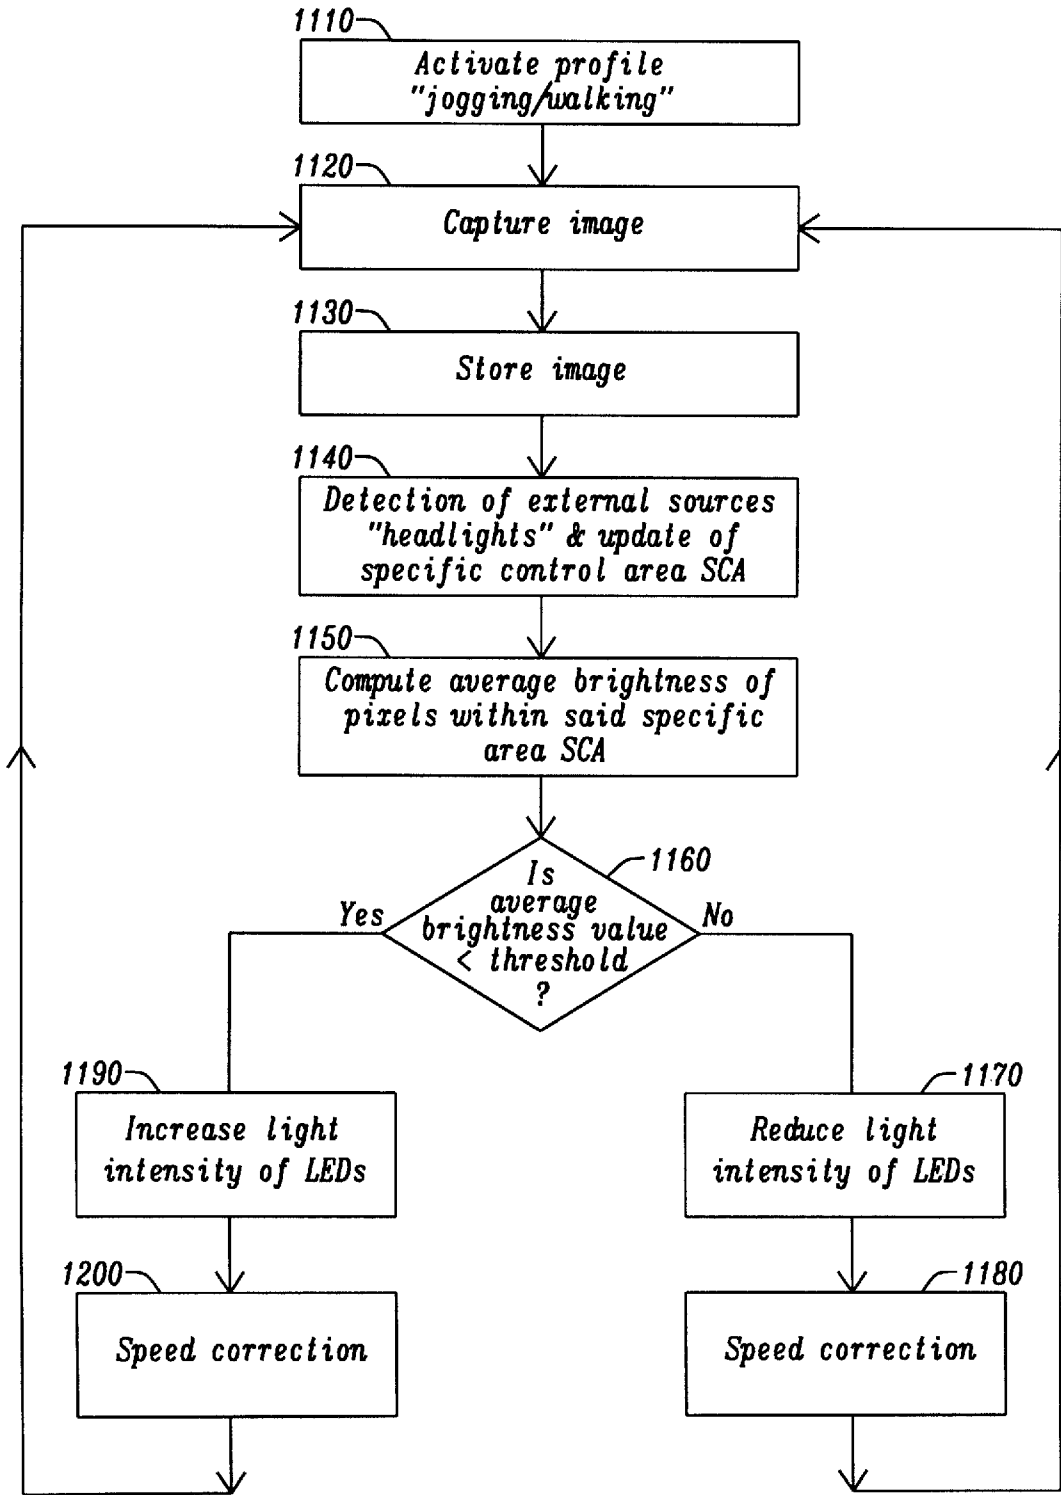 1110
Activate profile
"jogging/walking"
1120
Capture image
1130
Store image
1140
Detection of external sources
"headlights" & update of
specific control area SCA
1150
Compute average brightness of
pixels within said specific
area SCA
1160
Is
average
brightness value
< threshold
?
Yes
No
1190
Increase light
intensity of LEDs
1170
Reduce light
intensity of LEDs
1200
Speed correction
1180
Speed correction